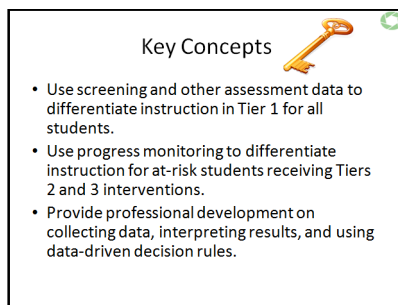 Key Concepts
• Use screening and other assessment data to
differentiate instruction in Tier 1 for all
students.
• Use progress monitoring to differentiate
instruction for at-risk students receiving Tiers
2 and 3 interventions.
• Provide professional development on
collecting data, interpreting results, and using
data-driven decision rules.